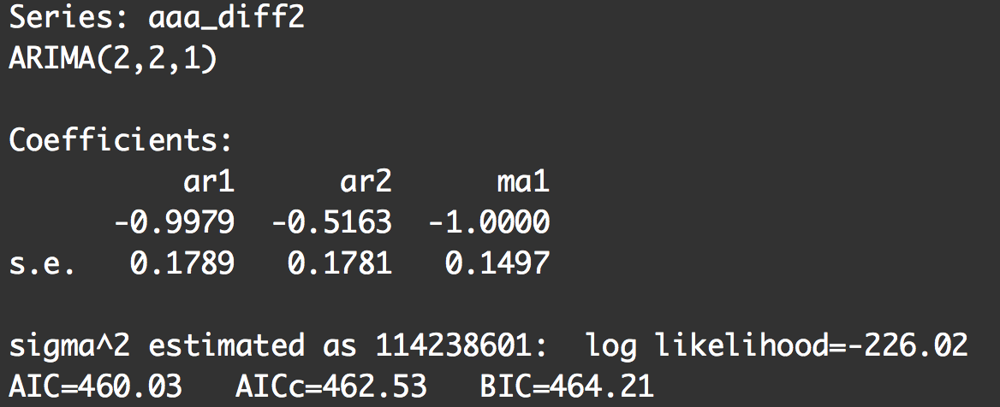 Series: aaa_diff2
ARIMA(2,2,1)
Coefficients:
ar1 ar2 ma1
-0.9979 -0.5163 -1.0000
s.e. 0.1789 0.1781 0.1497
sigma^2 estimated as 114238601: log likelihood=-226.02
AIC=460.03 AICc=462.53 BIC=464.21